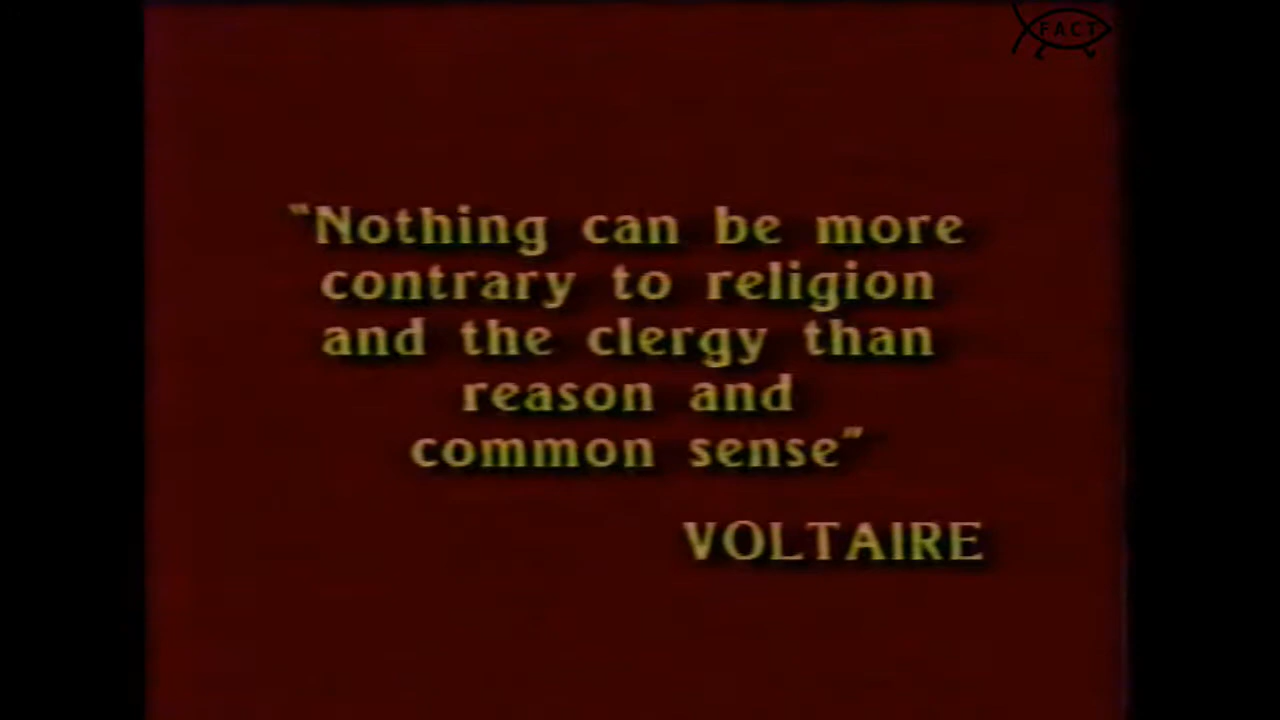 FACT
“Nothing can be more
contrary to religion
and the clergy than
reason and
common sense”
VOLTAIRE